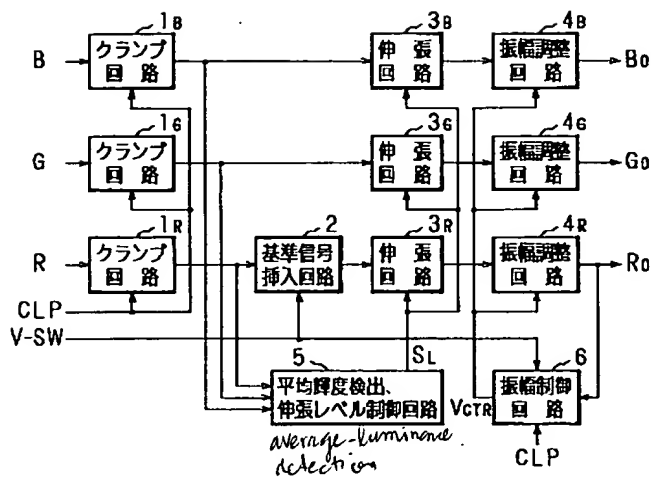 1B
3B
4B
B
クランプ
回路
伸張
回路
振幅調整
回路
Bo
1G
3G
4G
G
クランプ
回路
伸張
回路
振幅調整
回路
Go
1R
2
3R
4R
R
クランプ
回路
基準信号
挿入回路
伸張
回路
振幅調整
回路
Ro
CLP
V-SW
5
SL
6
平均輝度検出、
伸張レベル制御回路
VCTR
振幅制御
回路
CLP
average-luminance
detection